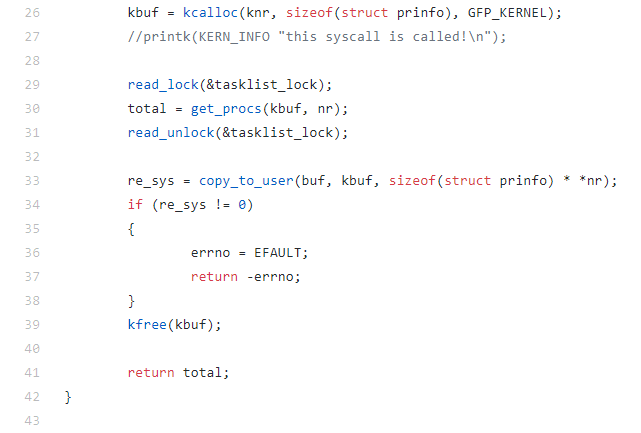 26 kbuf = kcalloc(knr, sizeof(struct prinfo), GFP_KERNEL);
27 //printk(KERN_INFO "this syscall is called!\n");
28
29 read_lock(&tasklist_lock);
30 total = get_procs(kbuf, nr);
31 read_unlock(&tasklist_lock);
32
33 re_sys = copy_to_user(buf, kbuf, sizeof(struct prinfo) * *nr);
34 if (re_sys != 0)
35 {
36 errno = EFAULT;
37 return -errno;
38 }
39 kfree(kbuf);
40
41 return total;
42 }
43